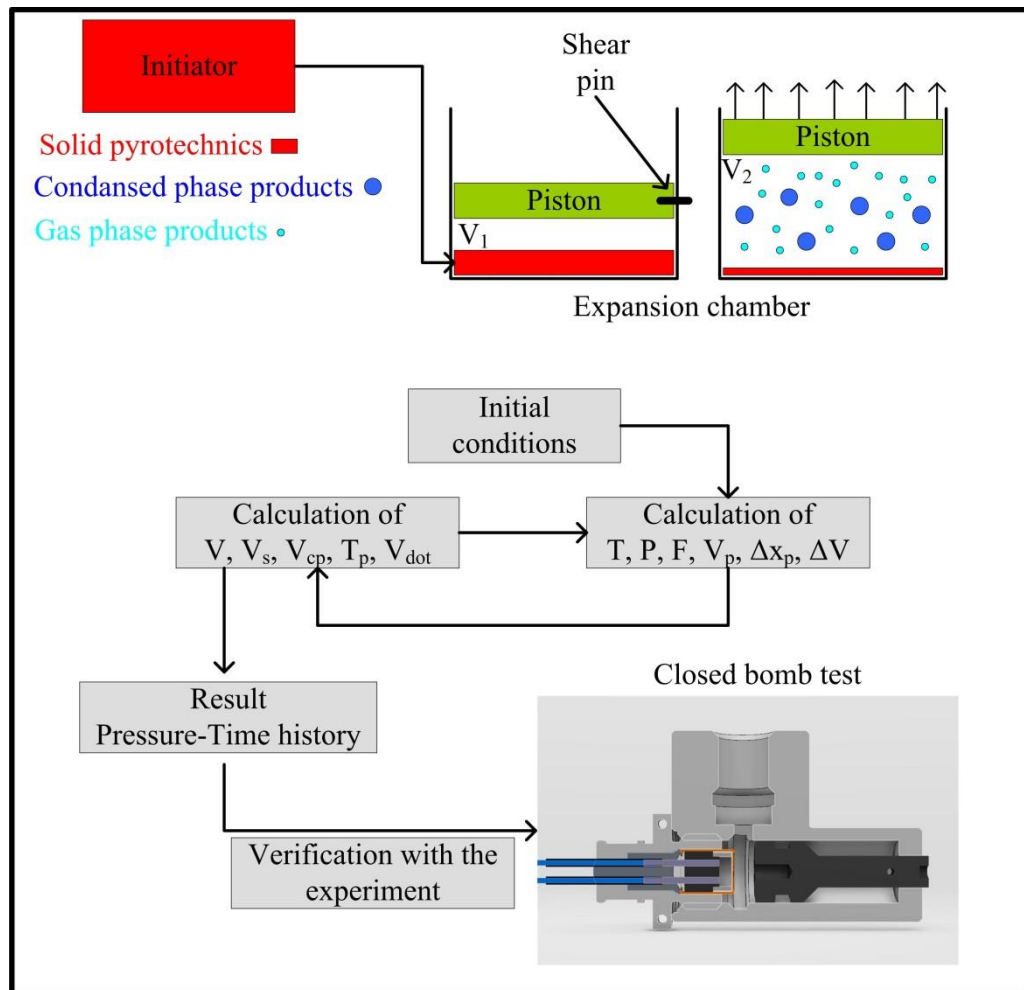 Initiator
Shear
pin
Solid pyrotechnics
Condansed phase products
Gas phase products
Piston
V₁
Piston
V₂
Expansion chamber
Initial
conditions
Calculation of
V, Vₛ, V_cp, Tₚ, V_dot
Calculation of
T, P, F, Vₚ, Δxₚ, ΔV
Result
Pressure-Time history
Closed bomb test
Verification with the
experiment